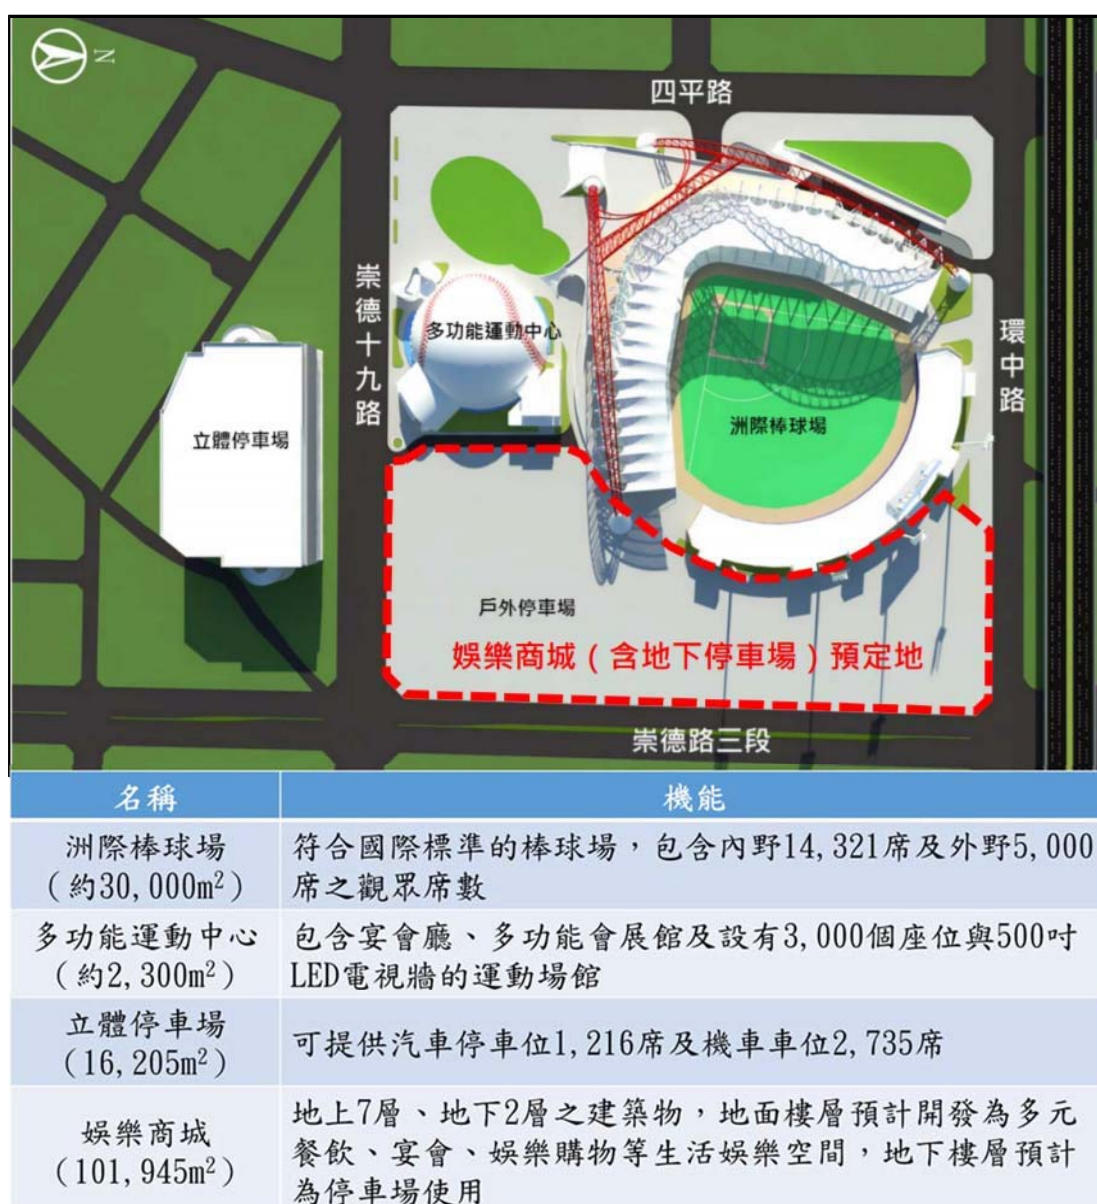 N
四平路
崇德十九路
多功能運動中心
環中路
洲際棒球場
立體停車場
戶外停車場
娛樂商城（含地下停車場）預定地
崇德路三段
名稱 機能
洲際棒球場
（約30,000m²）
符合國際標準的棒球場，包含內野14,321席及外野5,000
席之觀眾席數
多功能運動中心
（約2,300m²）
包含宴會廳、多功能會展館及設有3,000個座位與500吋
LED電視牆的運動場館
立體停車場
(16,205m²)
可提供汽車停車位1,216席及機車車位2,735席
娛樂商城
(101,945m²)
地上7層、地下2層之建築物，地面樓層預計開發為多元
餐飲、宴會、娛樂購物等生活娛樂空間，地下樓層預計
為停車場使用